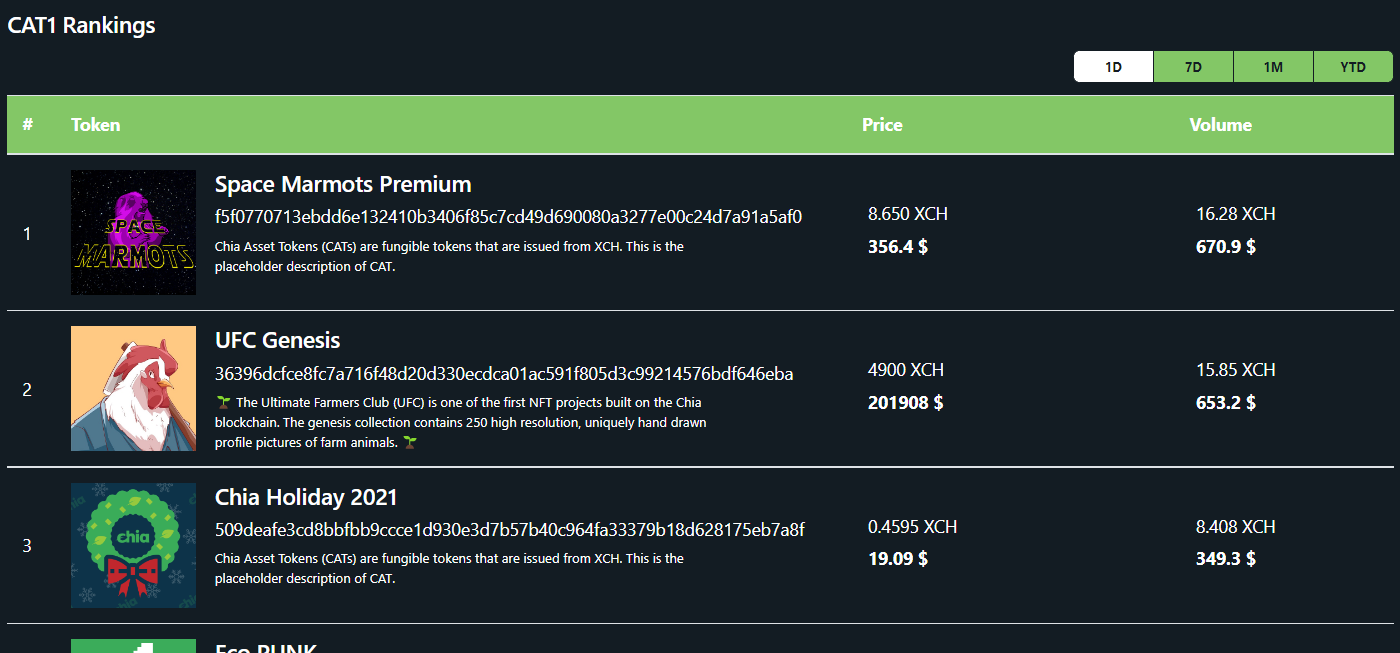 CAT1 Rankings
1D 7D 1M YTD
# Token Price Volume
SPACE
MARMOTS
Space Marmots Premium
f5f0770713ebdd6e132410b3406f85c7cd49d690080a3277e00c24d7a91a5af0
Chia Asset Tokens (CATs) are fungible tokens that are issued from XCH. This is the
placeholder description of CAT.
1
8.650 XCH
356.4 $
16.28 XCH
670.9 $
UFC Genesis
36396dcfce8fc7a716f48d20d330ecdca01ac591f805d3c99214576bdf646eba
🌱 The Ultimate Farmers Club (UFC) is one of the first NFT projects built on the Chia
blockchain. The genesis collection contains 250 high resolution, uniquely hand drawn
profile pictures of farm animals. 🌱
2
4900 XCH
201908 $
15.85 XCH
653.2 $
chia
Chia Holiday 2021
509deafe3cd8bbfbb9ccce1d930e3d7b57b40c964fa33379b18d628175eb7a8f
Chia Asset Tokens (CATs) are fungible tokens that are issued from XCH. This is the
placeholder description of CAT.
3
0.4595 XCH
19.09 $
8.408 XCH
349.3 $
Eco PUNK